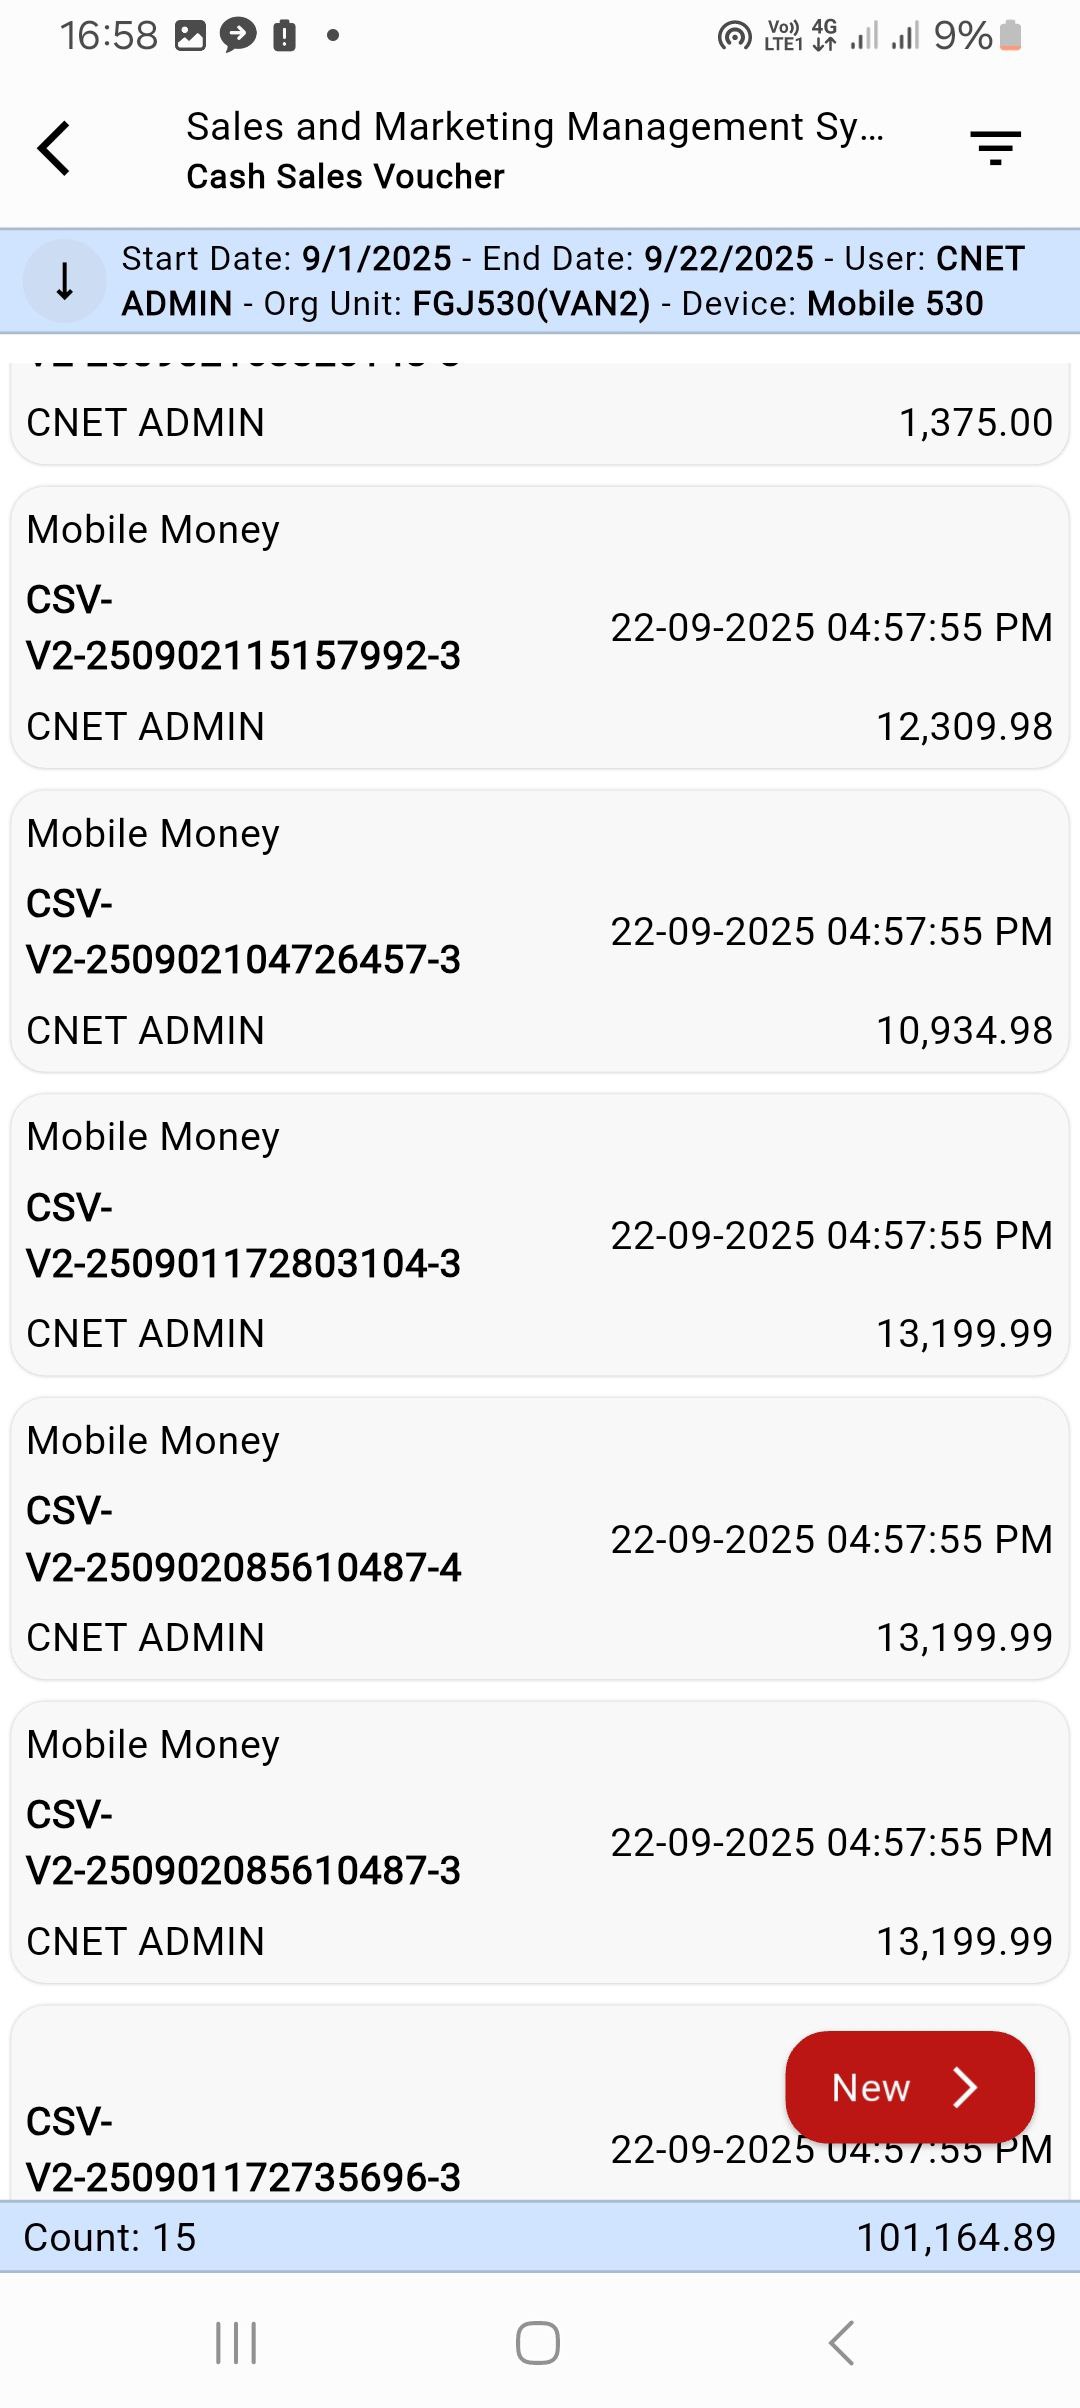 16:58
Vo)) LTE1 4G 9%
Sales and Marketing Management Sy...
Cash Sales Voucher
Start Date: 9/1/2025 - End Date: 9/22/2025 - User: CNET
ADMIN - Org Unit: FGJ530(VAN2) - Device: Mobile 530
CNET ADMIN 1,375.00
Mobile Money
CSV-
V2-250902115157992-3 22-09-2025 04:57:55 PM
CNET ADMIN 12,309.98
Mobile Money
CSV-
V2-250902104726457-3 22-09-2025 04:57:55 PM
CNET ADMIN 10,934.98
Mobile Money
CSV-
V2-250901172803104-3 22-09-2025 04:57:55 PM
CNET ADMIN 13,199.99
Mobile Money
CSV-
V2-250902085610487-4 22-09-2025 04:57:55 PM
CNET ADMIN 13,199.99
Mobile Money
CSV-
V2-250902085610487-3 22-09-2025 04:57:55 PM
CNET ADMIN 13,199.99
New
CSV-
V2-250901172735696-3 22-09-2025 04:57:55 PM
Count: 15 101,164.89